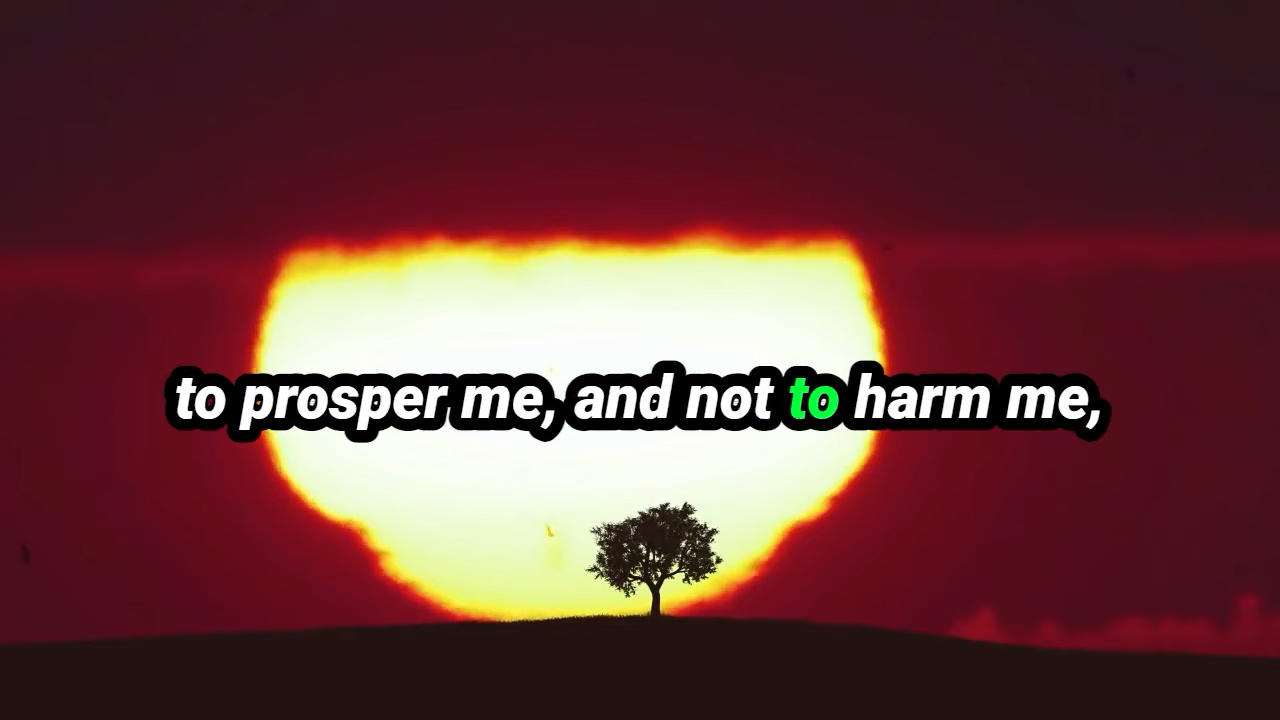 to prosper me, and not to harm me,